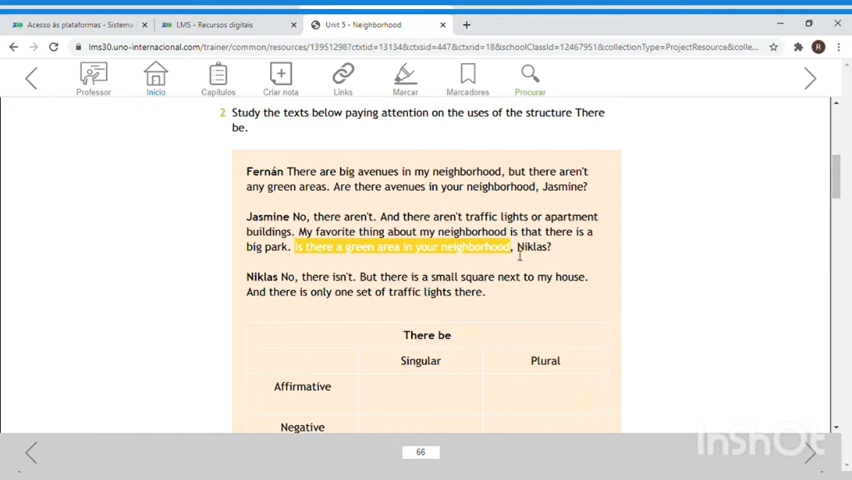 Acesso às plataformas - Sistema
LMS - Recursos digitais
Unit 5 - Neighborhood
lms30.uno-internacional.com/trainer/common/resources/13951298?ctxtid=13134&ctxsid=447&ctxrid=18&schoolClassId=12467951&collectionType=ProjectResource&colle...
R
Professor
Início
Capítulos
Criar nota
Links
Marcar
Marcadores
Procurar
2 Study the texts below paying attention on the uses of the structure There
be.
Fernán There are big avenues in my neighborhood, but there aren't
any green areas. Are there avenues in your neighborhood, Jasmine?
Jasmine No, there aren't. And there aren't traffic lights or apartment
buildings. My favorite thing about my neighborhood is that there is a
big park. Is there a green area in your neighborhood, Niklas?
Niklas No, there isn't. But there is a small square next to my house.
And there is only one set of traffic lights there.
There be
Singular Plural
Affirmative
Negative
66
InShOt